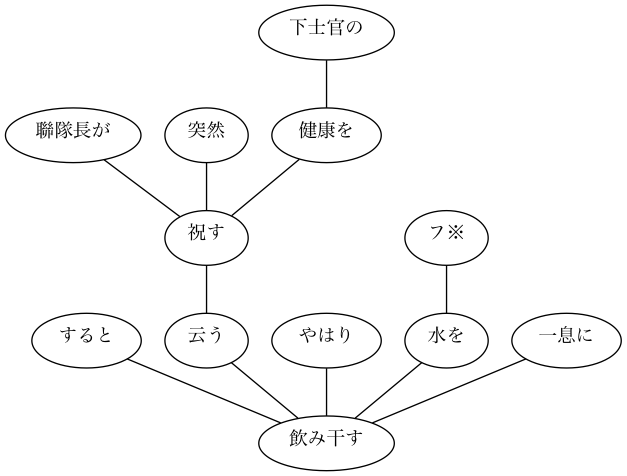 下士官の
聯隊長が 突然 健康を
祝す フ※
すると 云う やはり 水を 一息に
飲み干す